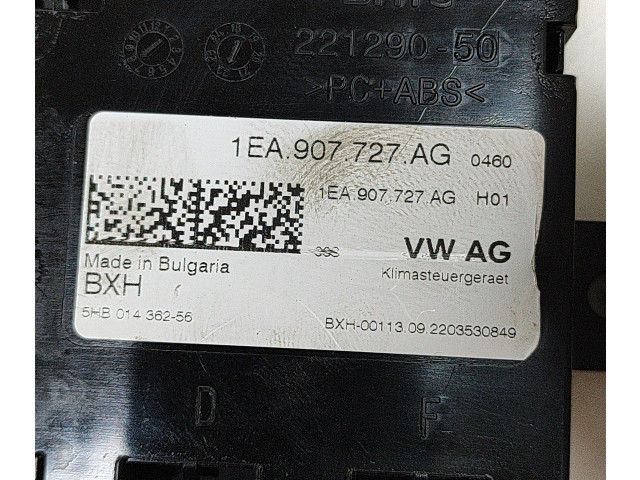 221290-50
>PC+ABS<
1EA.907.727.AG 0460
1EA.907.727.AG H01
VW AG
Made in Bulgaria
Klimasteuergeraet
BXH
5HB 014 362-56
BXH-00113.09.2203530849
D F